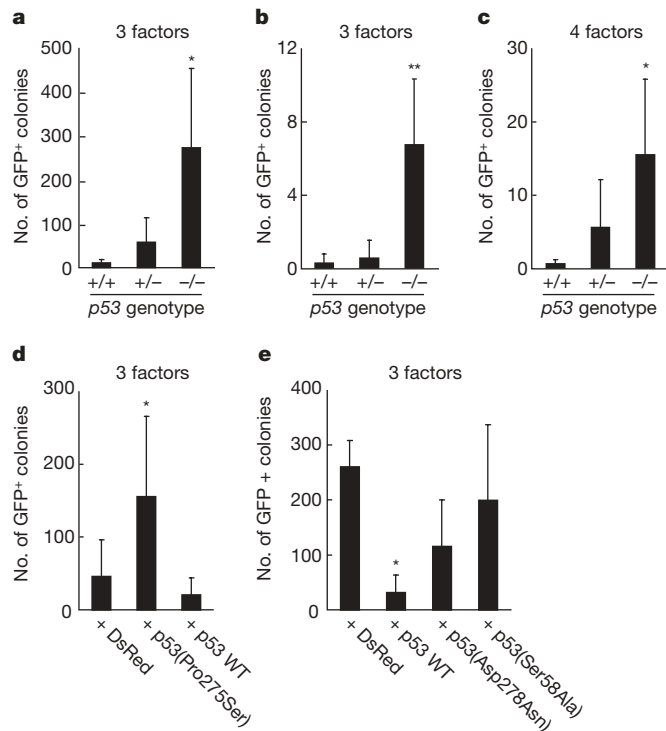 a
3 factors
No. of GFP⁺ colonies
500
400
300
200
100
0
*
+/+ +/− −/−
p53 genotype
b
3 factors
No. of GFP⁺ colonies
12
9
6
3
0
**
+/+ +/− −/−
p53 genotype
c
4 factors
No. of GFP⁺ colonies
30
20
10
0
*
+/+ +/− −/−
p53 genotype
d
3 factors
No. of GFP⁺ colonies
300
200
100
0
*
+ DsRed
+ p53(Pro275Ser)
+ p53 WT
e
3 factors
No. of GFP + colonies
400
300
200
100
0
*
+ DsRed
+ p53 WT
+ p53(Asp278Asn)
+ p53(Ser58Ala)